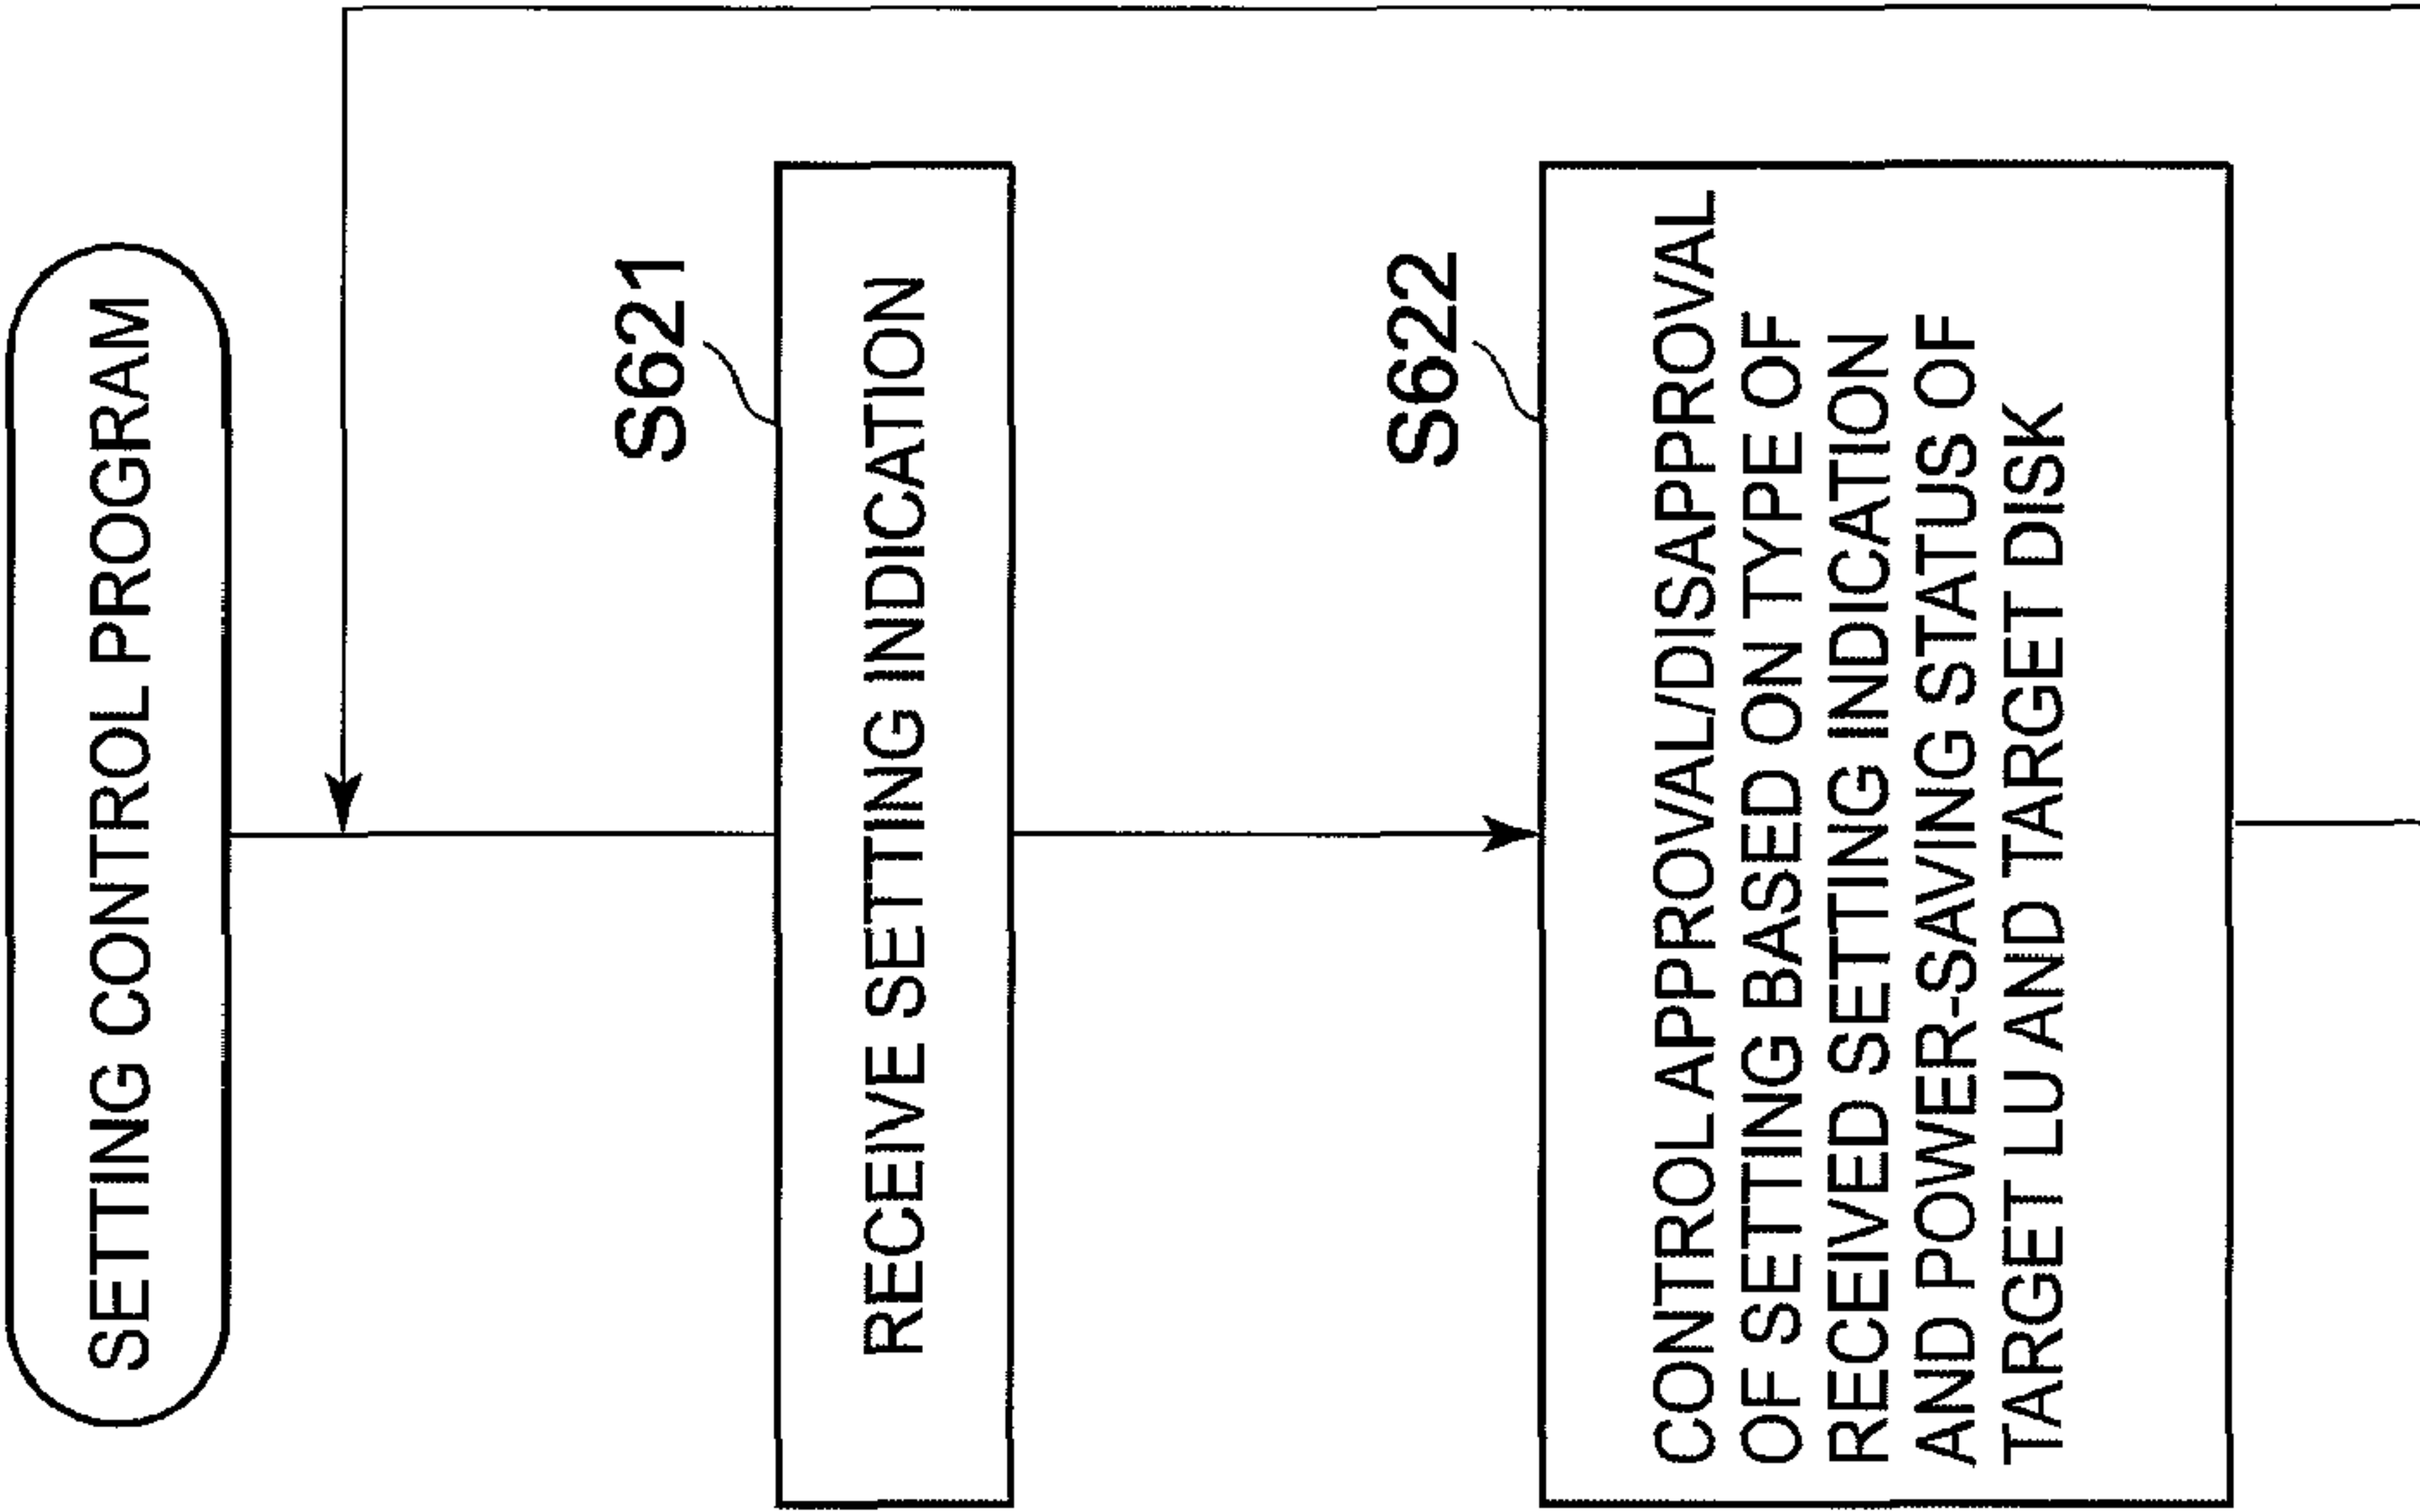 SETTING CONTROL PROGRAM
S621
RECEIVE SETTING INDICATION
S622
CONTROL APPROVAL/DISAPPROVAL
OF SETTING BASED ON TYPE OF
RECEIVED SETTING INDICATION
AND POWER-SAVING STATUS OF
TARGET LU AND TARGET DISK